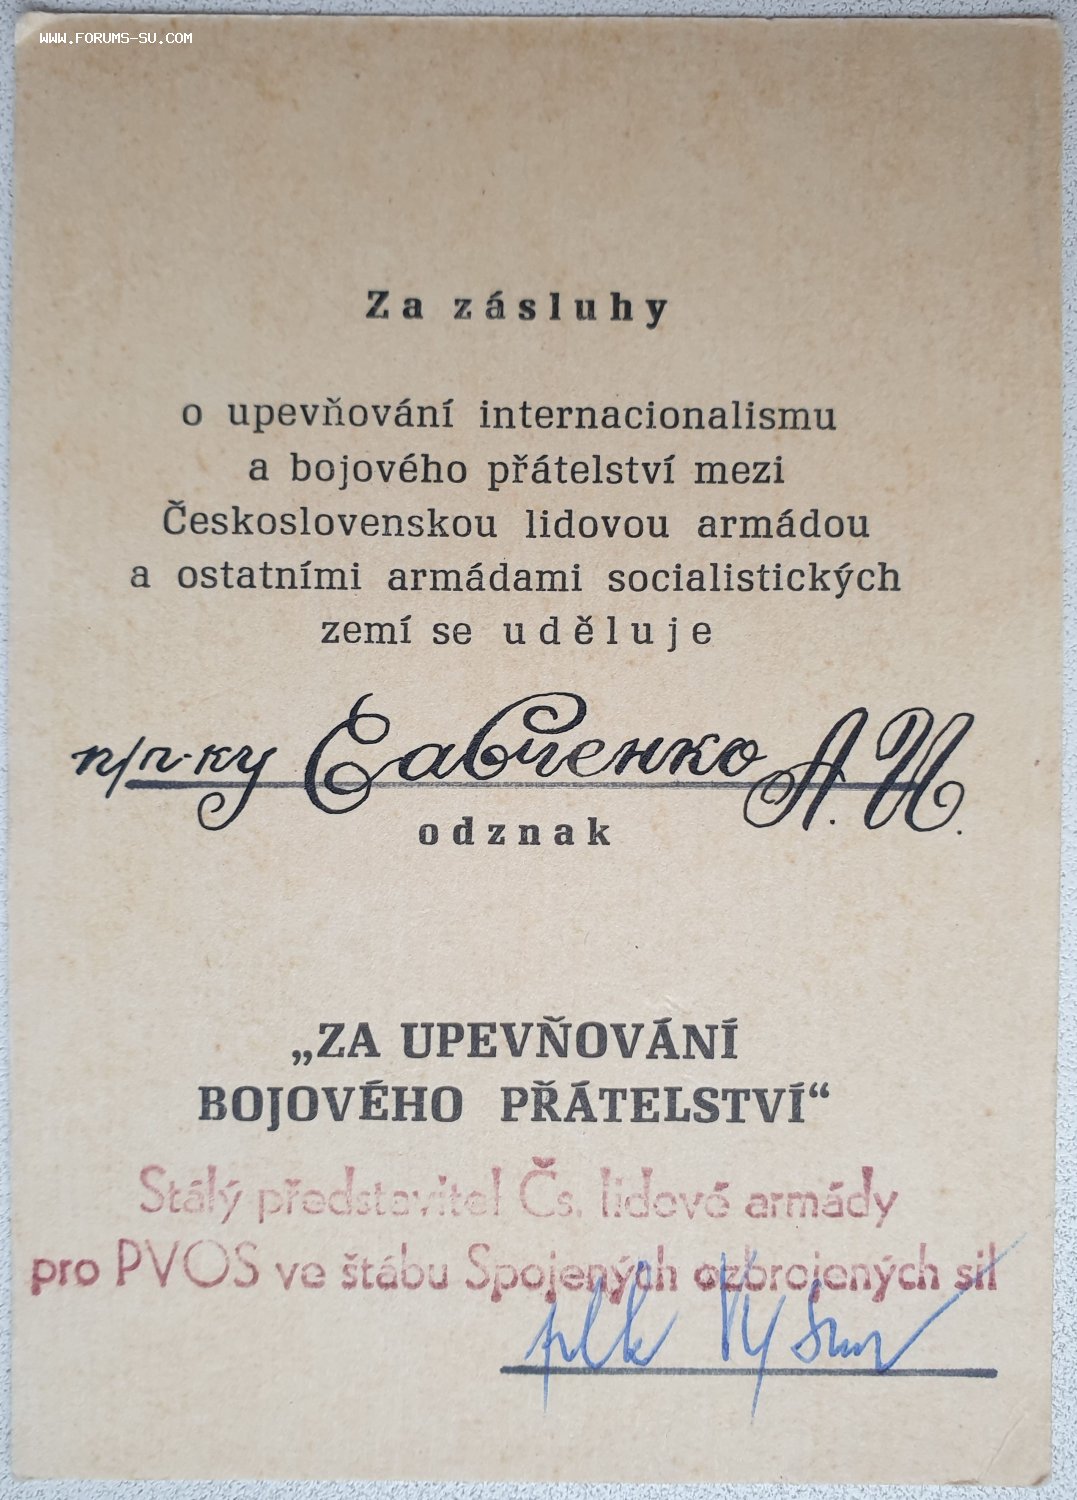 WWW.FORUMS-SU.COM
Za zásluhy
o upevňování internacionalismu
a bojového přátelství mezi
Československou lidovou armádou
a ostatními armádami socialistických
zemí se uděluje
п/п-ку Савченко А. И.
odznak
„ZA UPEVŇOVÁNÍ
BOJOVÉHO PŘÁTELSTVÍ“
Stálý představitel Čs. lidové armády
pro PVOS ve štábu Spojených ozbrojených sil
plk